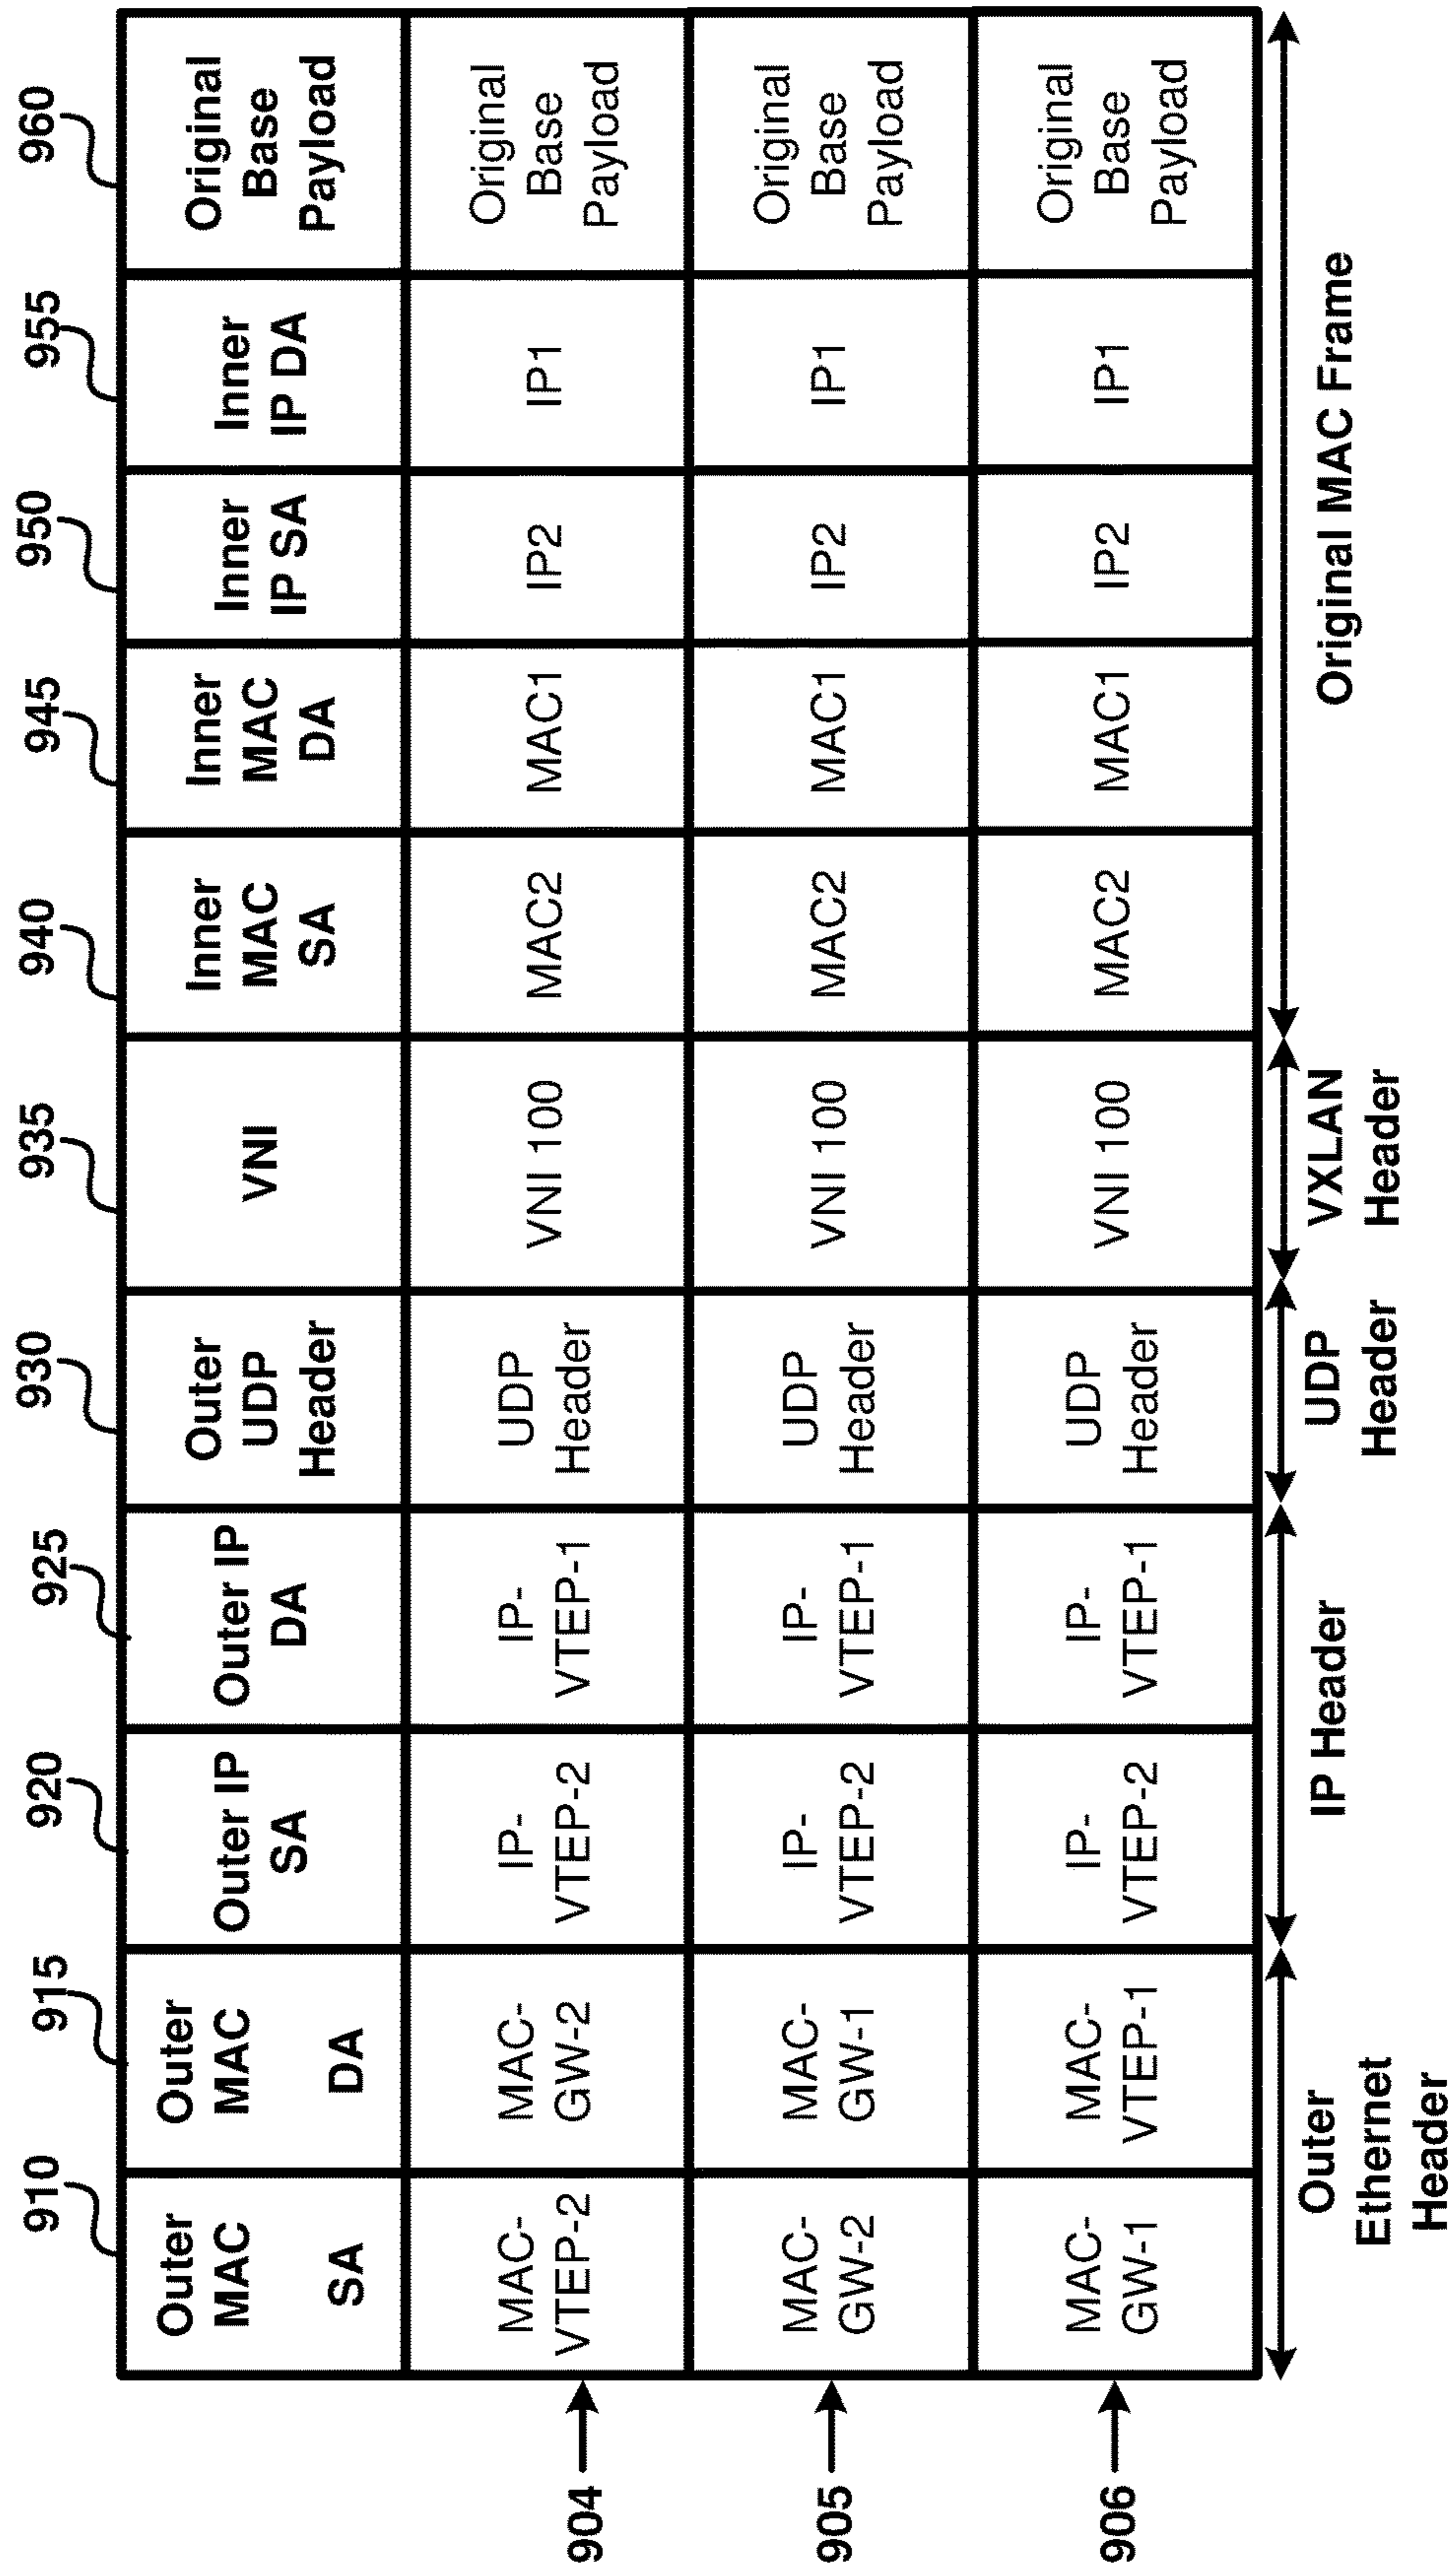 910 915 920 925 930 935 940 945 950 955 960
Outer MAC SA
Outer MAC DA
Outer IP SA
Outer IP DA
Outer UDP Header
VNI
Inner MAC SA
Inner MAC DA
Inner IP SA
Inner IP DA
Original Base Payload
904
MAC-VTEP-2
MAC-GW-2
IP-VTEP-2
IP-VTEP-1
UDP Header
VNI 100
MAC2
MAC1
IP2
IP1
Original Base Payload
905
MAC-GW-2
MAC-GW-1
IP-VTEP-2
IP-VTEP-1
UDP Header
VNI 100
MAC2
MAC1
IP2
IP1
Original Base Payload
906
MAC-GW-1
MAC-VTEP-1
IP-VTEP-2
IP-VTEP-1
UDP Header
VNI 100
MAC2
MAC1
IP2
IP1
Original Base Payload
Outer Ethernet Header
IP Header
UDP Header
VXLAN Header
Original MAC Frame